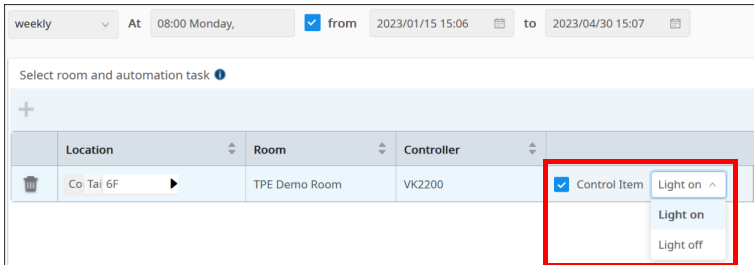 weekly At 08:00 Monday, from 2023/01/15 15:06 to 2023/04/30 15:07
Select room and automation task
Location Room Controller
Co Tai 6F TPE Demo Room VK2200 Control Item Light on
Light on
Light off